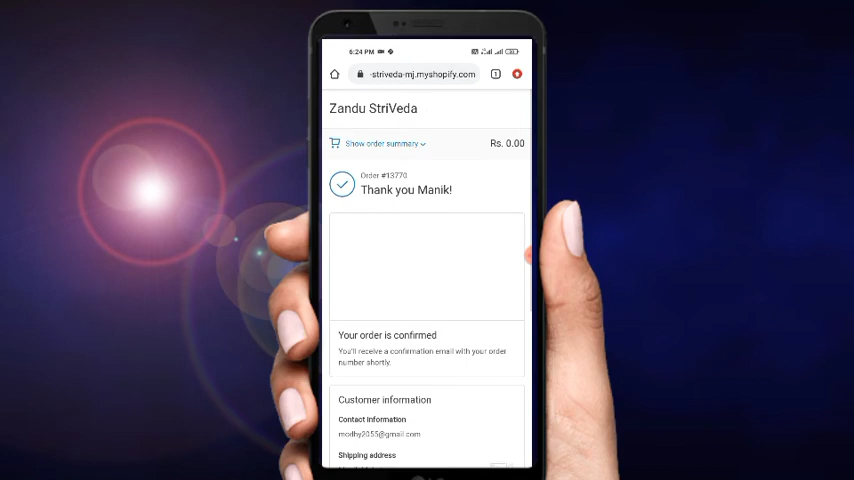 6:24 PM
-striveda-mj.myshopify.com
1
Zandu StriVeda
Show order summary
Rs. 0.00
Order #13770
Thank you Manik!
Your order is confirmed
You'll receive a confirmation email with your order
number shortly.
Customer information
Contact information
modhy2055@gmail.com
Shipping address